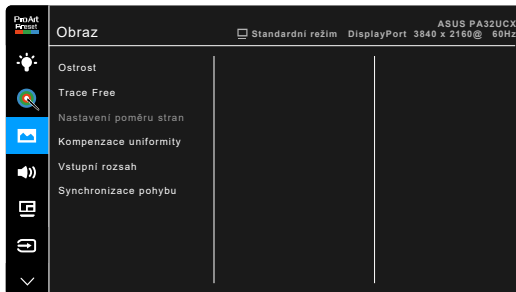 ProArt
Preset
Obraz
ASUS PA32UCX
Standardní režim DisplayPort 3840 x 2160@ 60Hz
Ostrost
Trace Free
Nastavení poměru stran
Kompenzace uniformity
Vstupní rozsah
Synchronizace pohybu